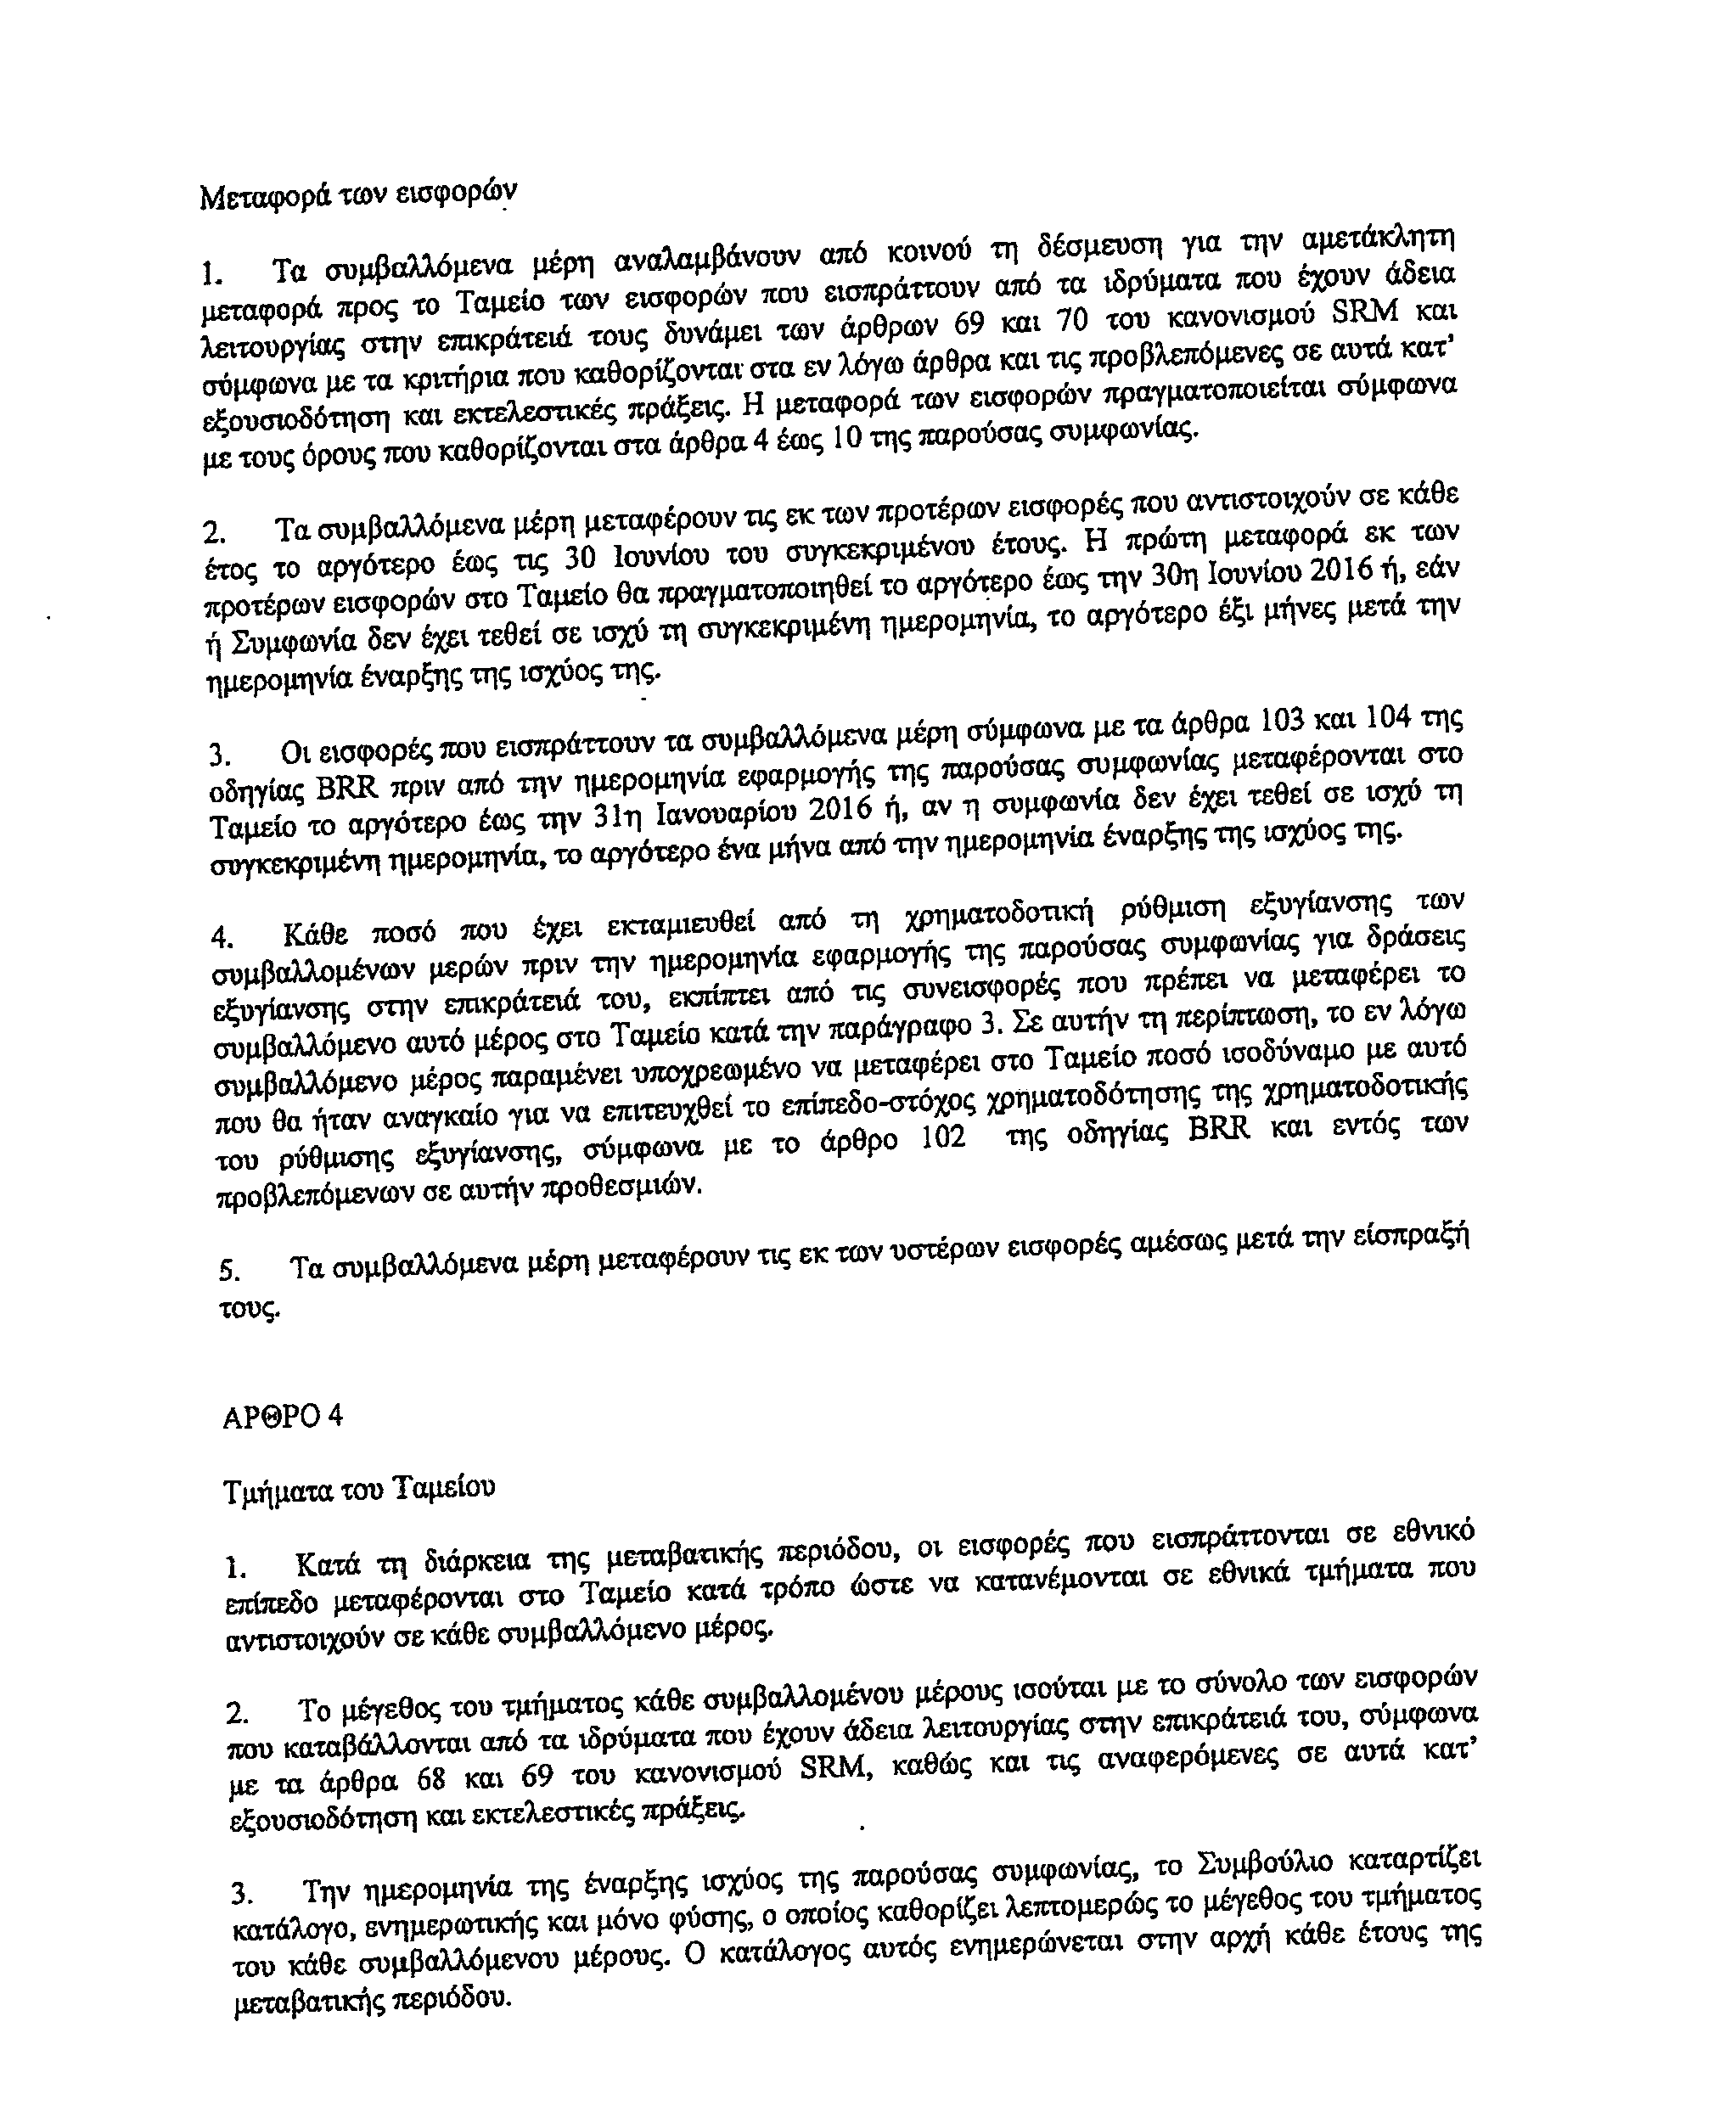 Μεταφορά των εισφορών
1. Τα συμβαλλόμενα μέρη αναλαμβάνουν από κοινού τη δέσμευση για την αμετάκλητη
μεταφορά προς το Ταμείο των εισφορών που εισπράττουν από τα ιδρύματα που έχουν άδεια
λειτουργίας στην επικράτειά τους δυνάμει των άρθρων 69 και 70 του κανονισμού SRM και
σύμφωνα με τα κριτήρια που καθορίζονται στα εν λόγω άρθρα και τις προβλεπόμενες σε αυτά κατ’
εξουσιοδότηση και εκτελεστικές πράξεις. Η μεταφορά των εισφορών πραγματοποιείται σύμφωνα
με τους όρους που καθορίζονται στα άρθρα 4 έως 10 της παρούσας συμφωνίας.
2. Τα συμβαλλόμενα μέρη μεταφέρουν τις εκ των προτέρων εισφορές που αντιστοιχούν σε κάθε
έτος το αργότερο έως τις 30 Ιουνίου του συγκεκριμένου έτους. Η πρώτη μεταφορά εκ των
προτέρων εισφορών στο Ταμείο θα πραγματοποιηθεί το αργότερο έως την 30η Ιουνίου 2016 ή, εάν
ή Συμφωνία δεν έχει τεθεί σε ισχύ τη συγκεκριμένη ημερομηνία, το αργότερο έξι μήνες μετά την
ημερομηνία έναρξης της ισχύος της.
3. Οι εισφορές που εισπράττουν τα συμβαλλόμενα μέρη σύμφωνα με τα άρθρα 103 και 104 της
οδηγίας BRR πριν από την ημερομηνία εφαρμογής της παρούσας συμφωνίας μεταφέρονται στο
Ταμείο το αργότερο έως την 31η Ιανουαρίου 2016 ή, αν η συμφωνία δεν έχει τεθεί σε ισχύ τη
συγκεκριμένη ημερομηνία, το αργότερο ένα μήνα από την ημερομηνία έναρξης της ισχύος της.
4. Κάθε ποσό που έχει εκταμιευθεί από τη χρηματοδοτική ρύθμιση εξυγίανσης των
συμβαλλομένων μερών πριν την ημερομηνία εφαρμογής της παρούσας συμφωνίας για δράσεις
εξυγίανσης στην επικράτειά του, εκπίπτει από τις συνεισφορές που πρέπει να μεταφέρει το
συμβαλλόμενο αυτό μέρος στο Ταμείο κατά την παράγραφο 3. Σε αυτήν τη περίπτωση, το εν λόγω
συμβαλλόμενο μέρος παραμένει υποχρεωμένο να μεταφέρει στο Ταμείο ποσό ισοδύναμο με αυτό
που θα ήταν αναγκαίο για να επιτευχθεί το επίπεδο-στόχος χρηματοδότησης της χρηματοδοτικής
του ρύθμισης εξυγίανσης, σύμφωνα με το άρθρο 102 της οδηγίας BRR και εντός των
προβλεπόμενων σε αυτήν προθεσμιών.
5. Τα συμβαλλόμενα μέρη μεταφέρουν τις εκ των υστέρων εισφορές αμέσως μετά την είσπραξή
τους.
ΑΡΘΡΟ 4
Τμήματα του Ταμείου
1. Κατά τη διάρκεια της μεταβατικής περιόδου, οι εισφορές που εισπράττονται σε εθνικό
επίπεδο μεταφέρονται στο Ταμείο κατά τρόπο ώστε να κατανέμονται σε εθνικά τμήματα που
αντιστοιχούν σε κάθε συμβαλλόμενο μέρος.
2. Το μέγεθος του τμήματος κάθε συμβαλλομένου μέρους ισούται με το σύνολο των εισφορών
που καταβάλλονται από τα ιδρύματα που έχουν άδεια λειτουργίας στην επικράτειά του, σύμφωνα
με τα άρθρα 68 και 69 του κανονισμού SRM, καθώς και τις αναφερόμενες σε αυτά κατ’
εξουσιοδότηση και εκτελεστικές πράξεις.
3. Την ημερομηνία της έναρξης ισχύος της παρούσας συμφωνίας, το Συμβούλιο καταρτίζει
κατάλογο, ενημερωτικής και μόνο φύσης, ο οποίος καθορίζει λεπτομερώς το μέγεθος του τμήματος
του κάθε συμβαλλόμενου μέρους. Ο κατάλογος αυτός ενημερώνεται στην αρχή κάθε έτους της
μεταβατικής περιόδου.